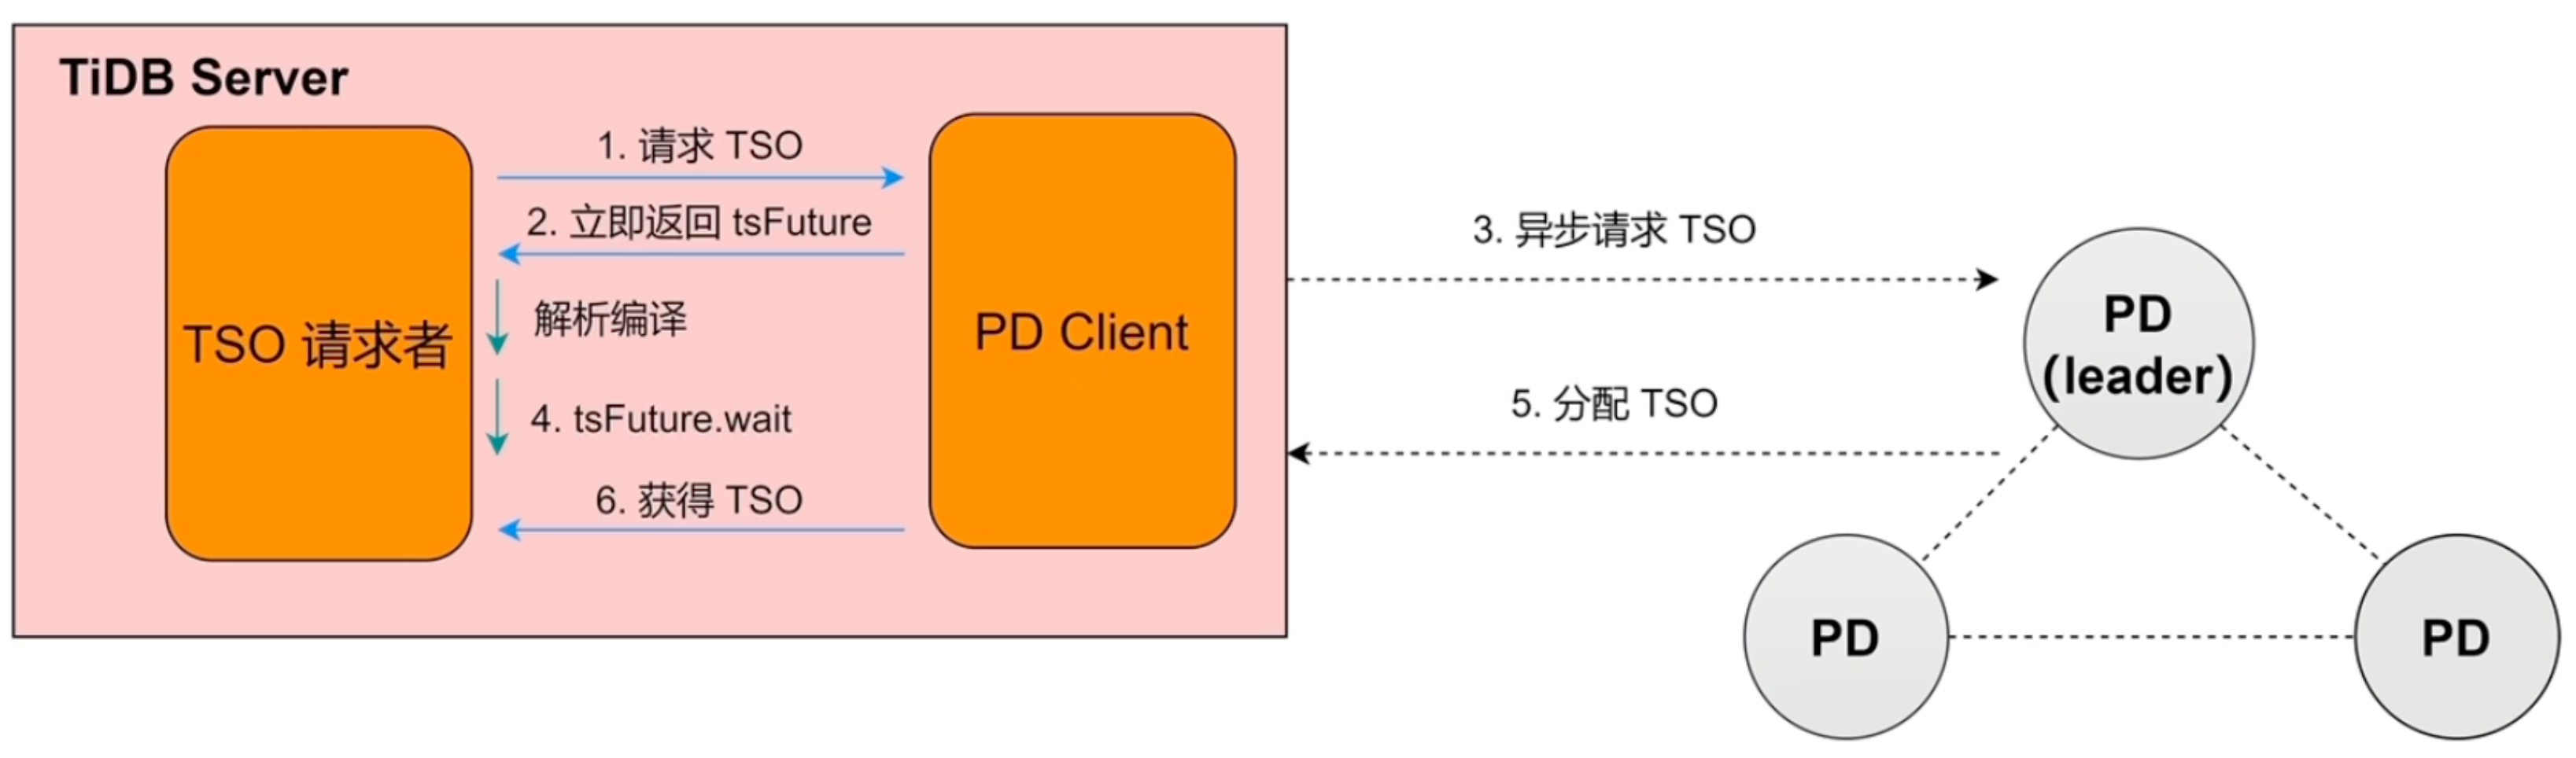 TiDB Server
TSO 请求者
1. 请求 TSO
2. 立即返回 tsFuture
解析编译
4. tsFuture.wait
6. 获得 TSO
PD Client
3. 异步请求 TSO
5. 分配 TSO
PD
(leader)
PD
PD